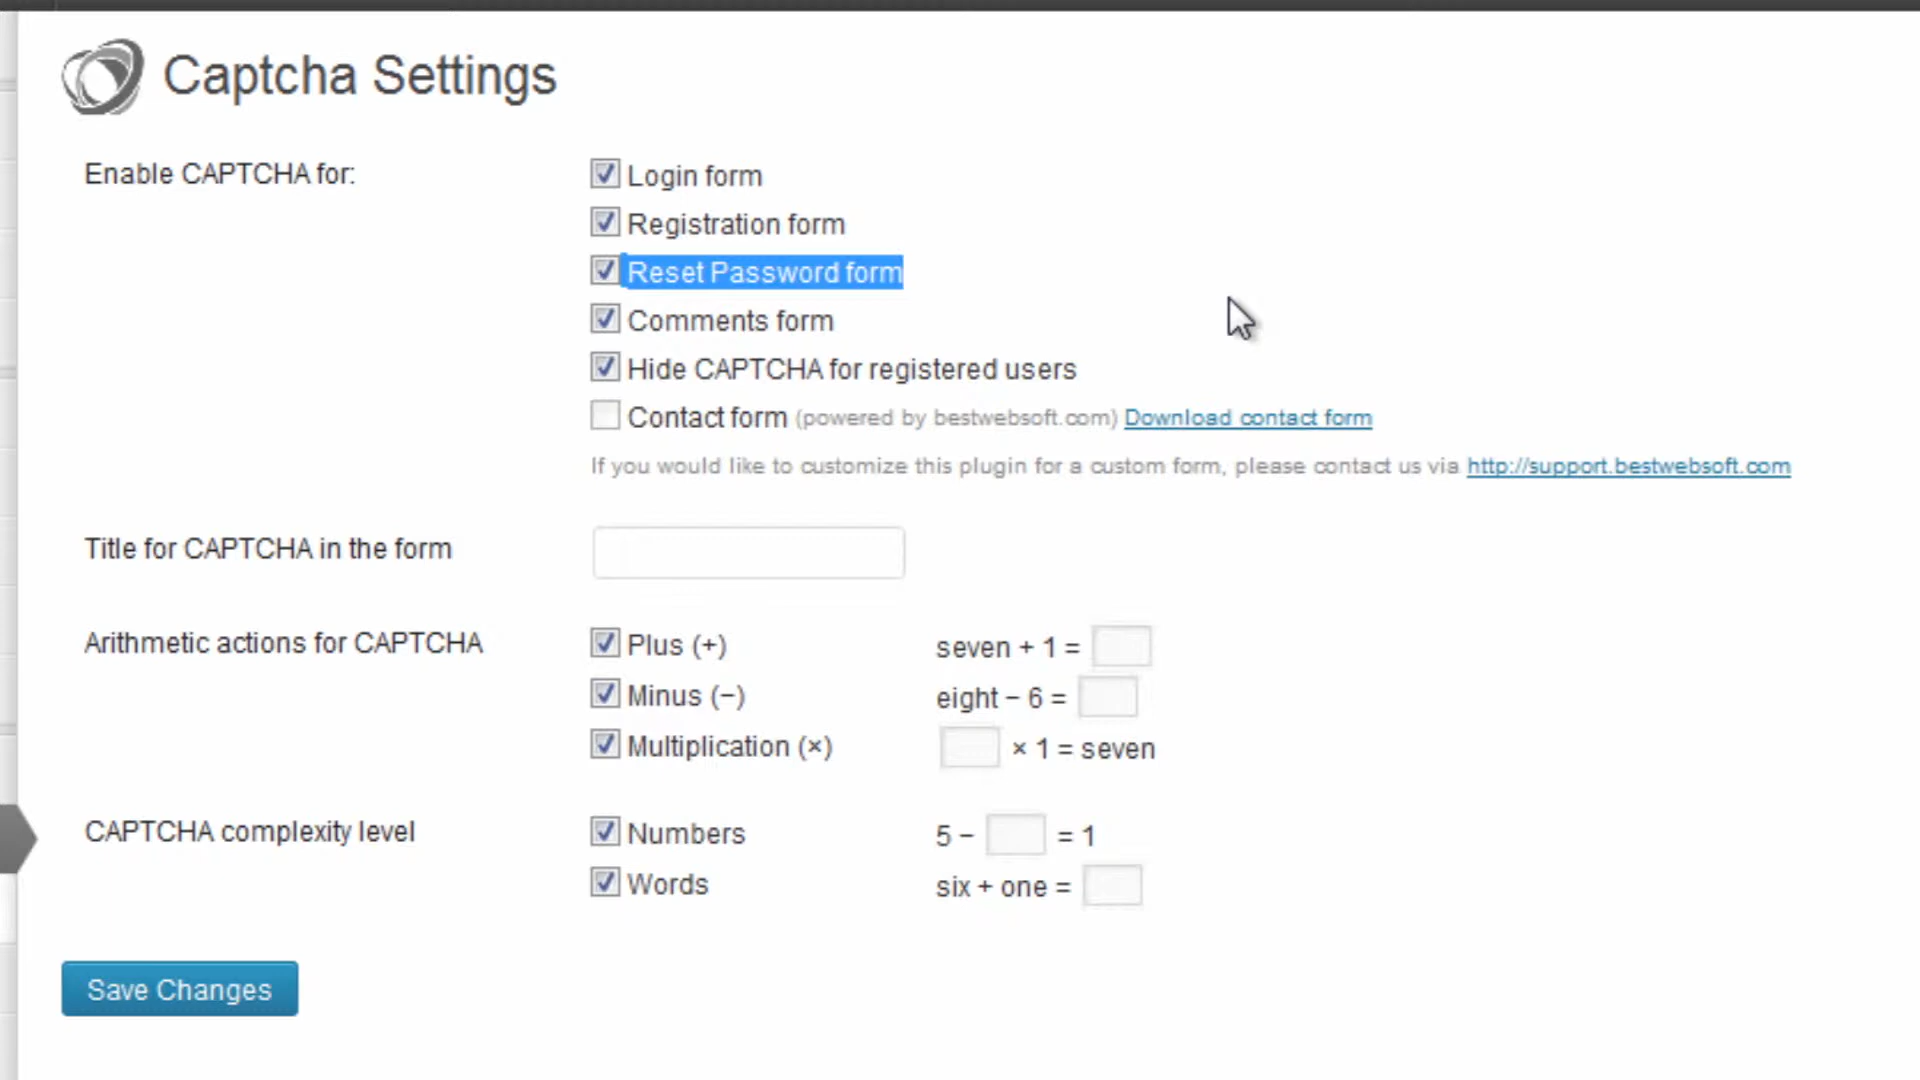 Captcha Settings
Enable CAPTCHA for:
Login form
Registration form
Reset Password form
Comments form
Hide CAPTCHA for registered users
Contact form (powered by bestwebsoft.com) Download contact form
If you would like to customize this plugin for a custom form, please contact us via http://support.bestwebsoft.com
Title for CAPTCHA in the form
Arithmetic actions for CAPTCHA
Plus (+) seven + 1 =
Minus (−) eight − 6 =
Multiplication (×) × 1 = seven
CAPTCHA complexity level
Numbers 5 − = 1
Words six + one =
Save Changes